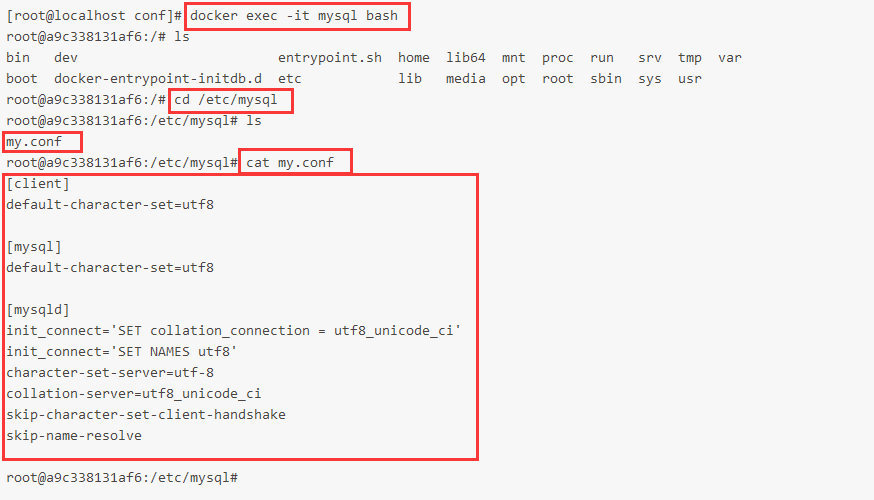 [root@localhost conf]# docker exec -it mysql bash
root@a9c338131af6:/# ls
bin   dev                         entrypoint.sh  home  lib64  mnt  proc  run   srv  tmp  var
boot  docker-entrypoint-initdb.d  etc            lib   media  opt  root  sbin  sys  usr
root@a9c338131af6:/# cd /etc/mysql
root@a9c338131af6:/etc/mysql# ls
my.conf
root@a9c338131af6:/etc/mysql# cat my.conf
[client]
default-character-set=utf8
[mysql]
default-character-set=utf8
[mysqld]
init_connect='SET collation_connection = utf8_unicode_ci'
init_connect='SET NAMES utf8'
character-set-server=utf-8
collation-server=utf8_unicode_ci
skip-character-set-client-handshake
skip-name-resolve
root@a9c338131af6:/etc/mysql#